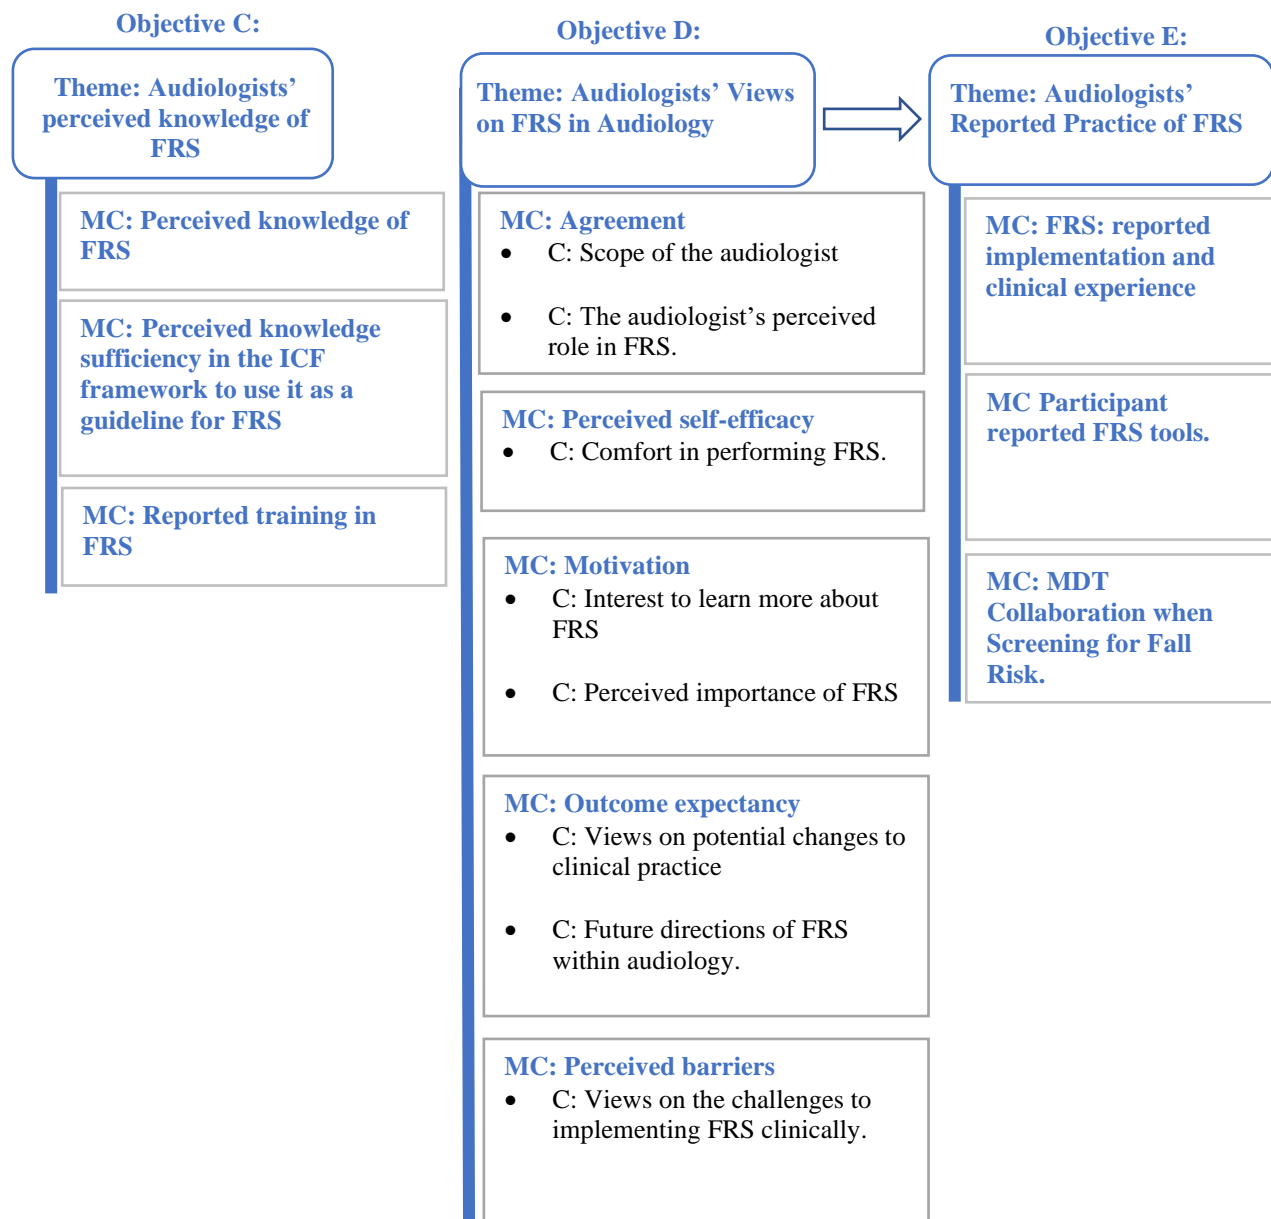 Objective C:
Theme: Audiologists’
perceived knowledge of
FRS
MC: Perceived knowledge of
FRS
MC: Perceived knowledge
sufficiency in the ICF
framework to use it as a
guideline for FRS
MC: Reported training in
FRS
Objective D:
Theme: Audiologists’ Views
on FRS in Audiology
MC: Agreement
• C: Scope of the audiologist
• C: The audiologist’s perceived
role in FRS.
MC: Perceived self-efficacy
• C: Comfort in performing FRS.
MC: Motivation
• C: Interest to learn more about
FRS
• C: Perceived importance of FRS
MC: Outcome expectancy
• C: Views on potential changes to
clinical practice
• C: Future directions of FRS
within audiology.
MC: Perceived barriers
• C: Views on the challenges to
implementing FRS clinically.
Objective E:
Theme: Audiologists’
Reported Practice of FRS
MC: FRS: reported
implementation and
clinical experience
MC Participant
reported FRS tools.
MC: MDT
Collaboration when
Screening for Fall
Risk.